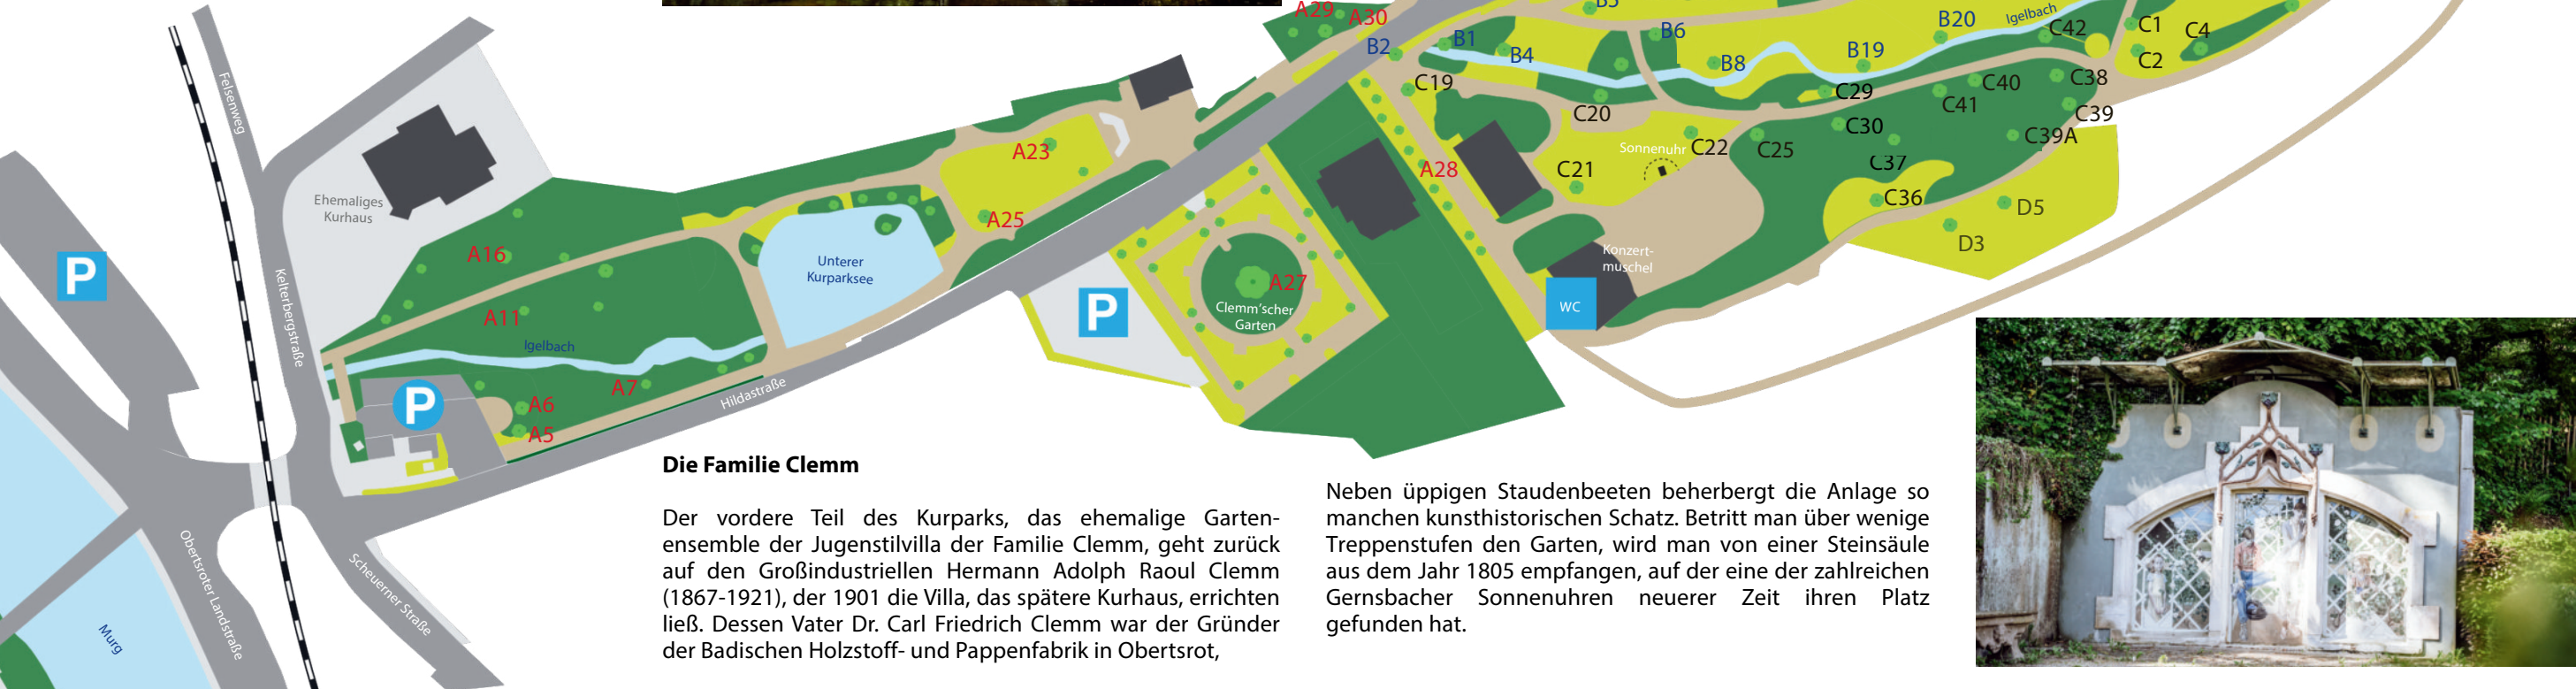 A29
A30
B5
B2
B1
B4
B6
B8
B19
B20
Igelbach
C42
C1
C4
C2
Felsenweg
C19
C20
C29
C40
C41
C38
C39
C39A
C30
C37
C36
A23
A28
C21
Sonnenuhr
C22
C25
D5
D3
Ehemaliges
Kurhaus
A25
A16
Unterer
Kurparksee
Konzert-
muschel
P
Kelterbergstraße
A27
Clemm’scher
Garten
P
WC
A11
Igelbach
A7
Hildastraße
P
A6
A5
Obertsroter Landstraße
Scheuerner Straße
Murg
Die Familie Clemm
Der vordere Teil des Kurparks, das ehemalige Garten-
ensemble der Jugenstilvilla der Familie Clemm, geht zurück
auf den Großindustriellen Hermann Adolph Raoul Clemm
(1867-1921), der 1901 die Villa, das spätere Kurhaus, errichten
ließ. Dessen Vater Dr. Carl Friedrich Clemm war der Gründer
der Badischen Holzstoff- und Pappenfabrik in Obertsrot,
Neben üppigen Staudenbeeten beherbergt die Anlage so
manchen kunsthistorischen Schatz. Betritt man über wenige
Treppenstufen den Garten, wird man von einer Steinsäule
aus dem Jahr 1805 empfangen, auf der eine der zahlreichen
Gernsbacher Sonnenuhren neuerer Zeit ihren Platz
gefunden hat.